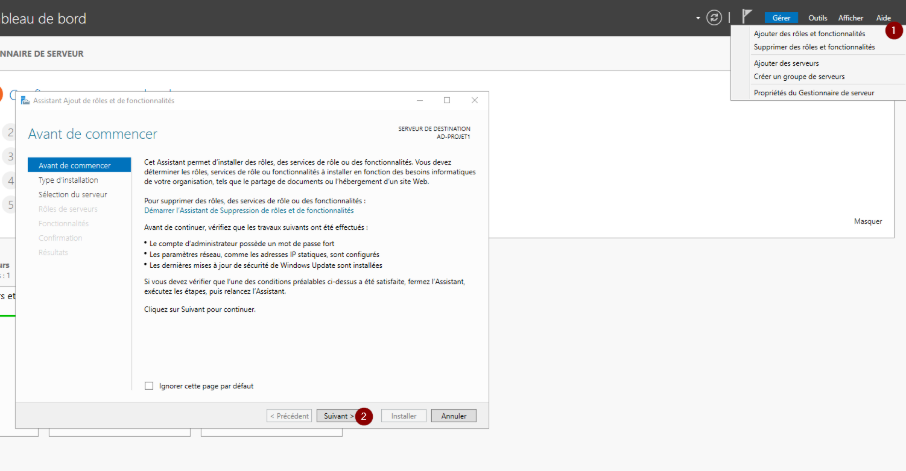 bleau de bord
Gérer Outils Afficher Aide
1
Ajouter des rôles et fonctionnalités
Supprimer des rôles et fonctionnalités
Ajouter des serveurs
Créer un groupe de serveurs
Propriétés du Gestionnaire de serveur
NNAIRE DE SERVEUR
Assistant Ajout de rôles et de fonctionnalités
Avant de commencer
SERVEUR DE DESTINATION
AD-PROJET1
2
3
4
5
Avant de commencer
Type d'installation
Sélection du serveur
Rôles de serveurs
Fonctionnalités
Confirmation
Résultats
Cet Assistant permet d'installer des rôles, des services de rôle ou des fonctionnalités. Vous devez
déterminer les rôles, services de rôle ou fonctionnalités à installer en fonction des besoins informatiques
de votre organisation, tels que le partage de documents ou l'hébergement d'un site Web.
Pour supprimer des rôles, des services de rôle ou des fonctionnalités :
Démarrer l'Assistant de Suppression de rôles et de fonctionnalités
Avant de continuer, vérifiez que les travaux suivants ont été effectués :
• Le compte d'administrateur possède un mot de passe fort
• Les paramètres réseau, comme les adresses IP statiques, sont configurés
• Les dernières mises à jour de sécurité de Windows Update sont installées
Si vous devez vérifier que l'une des conditions préalables ci-dessus a été satisfaite, fermez l'Assistant,
exécutez les étapes, puis relancez l'Assistant.
Cliquez sur Suivant pour continuer.
Masquer
Ignorer cette page par défaut
< Précédent Suivant > 2 Installer Annuler